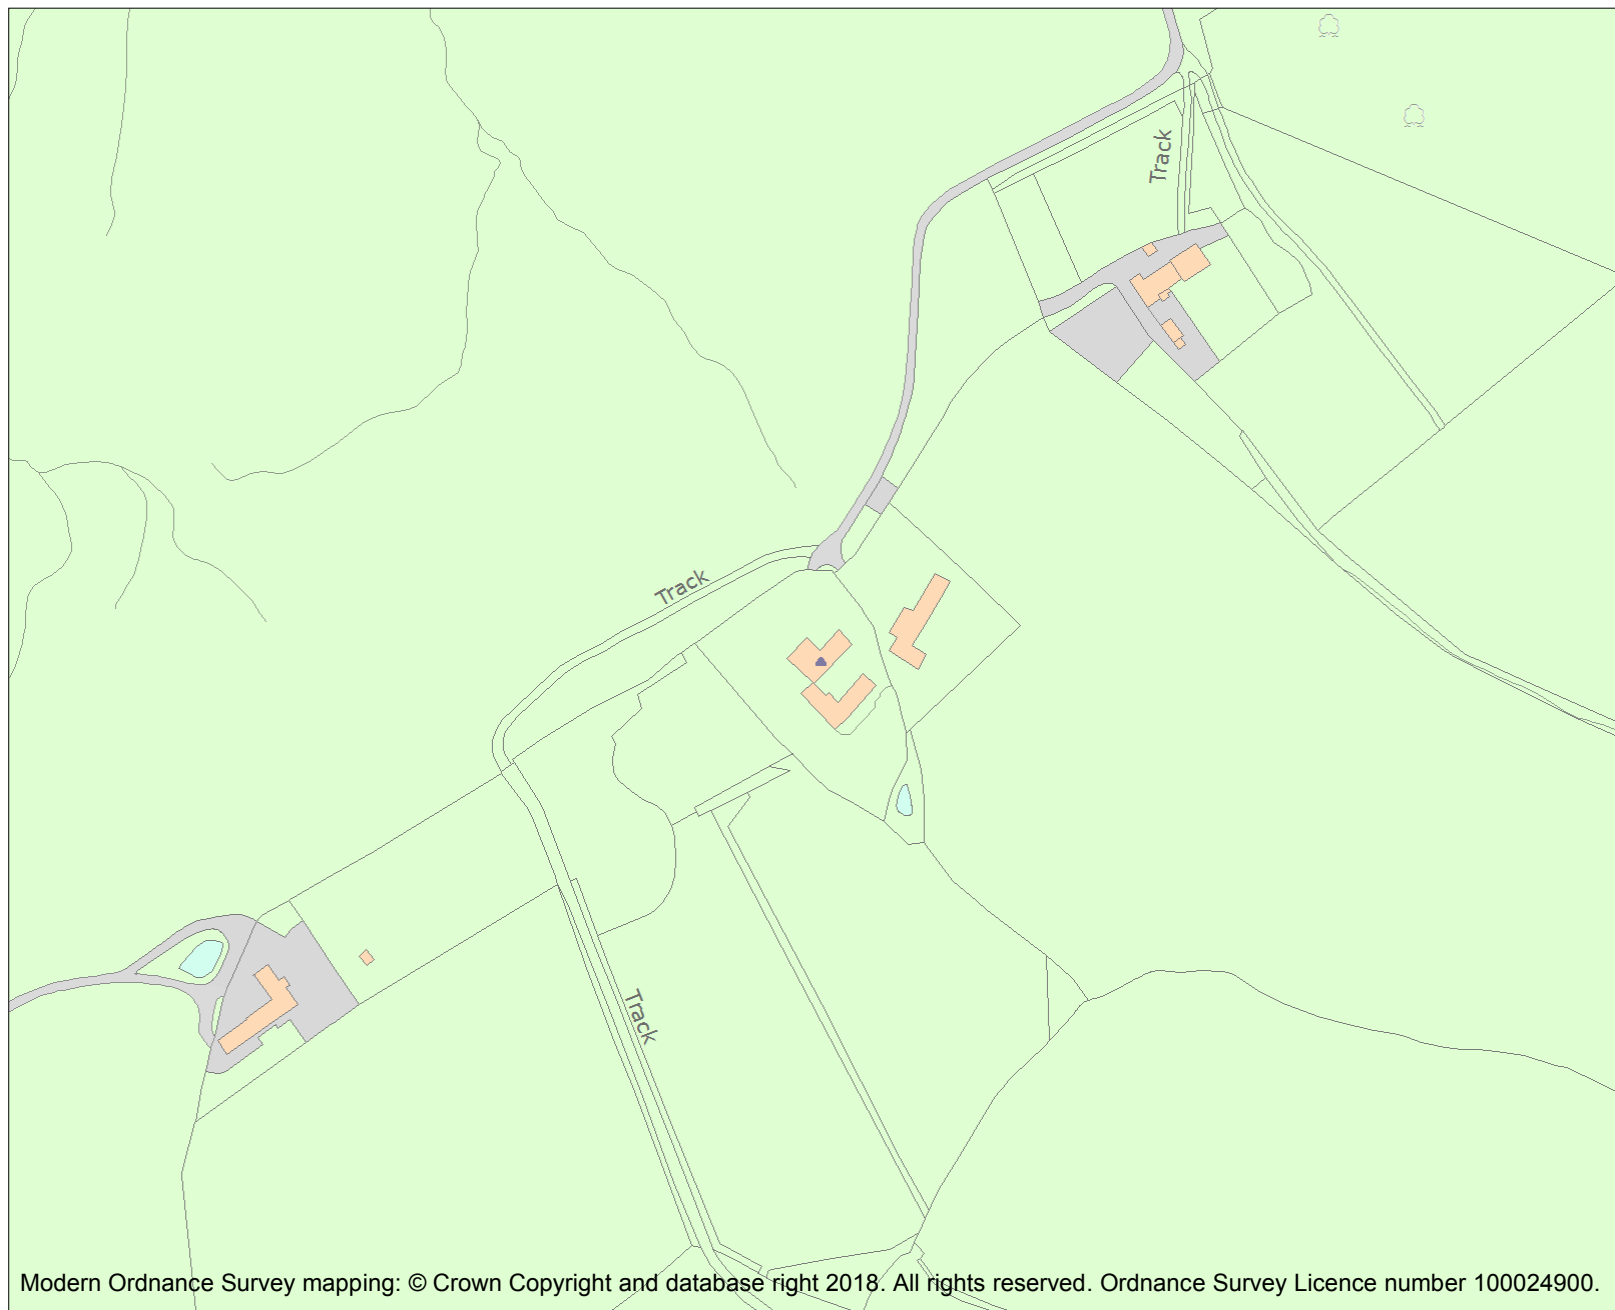 Track
Track
Track
Modern Ordnance Survey mapping: © Crown Copyright and database right 2018. All rights reserved. Ordnance Survey Licence number 100024900.